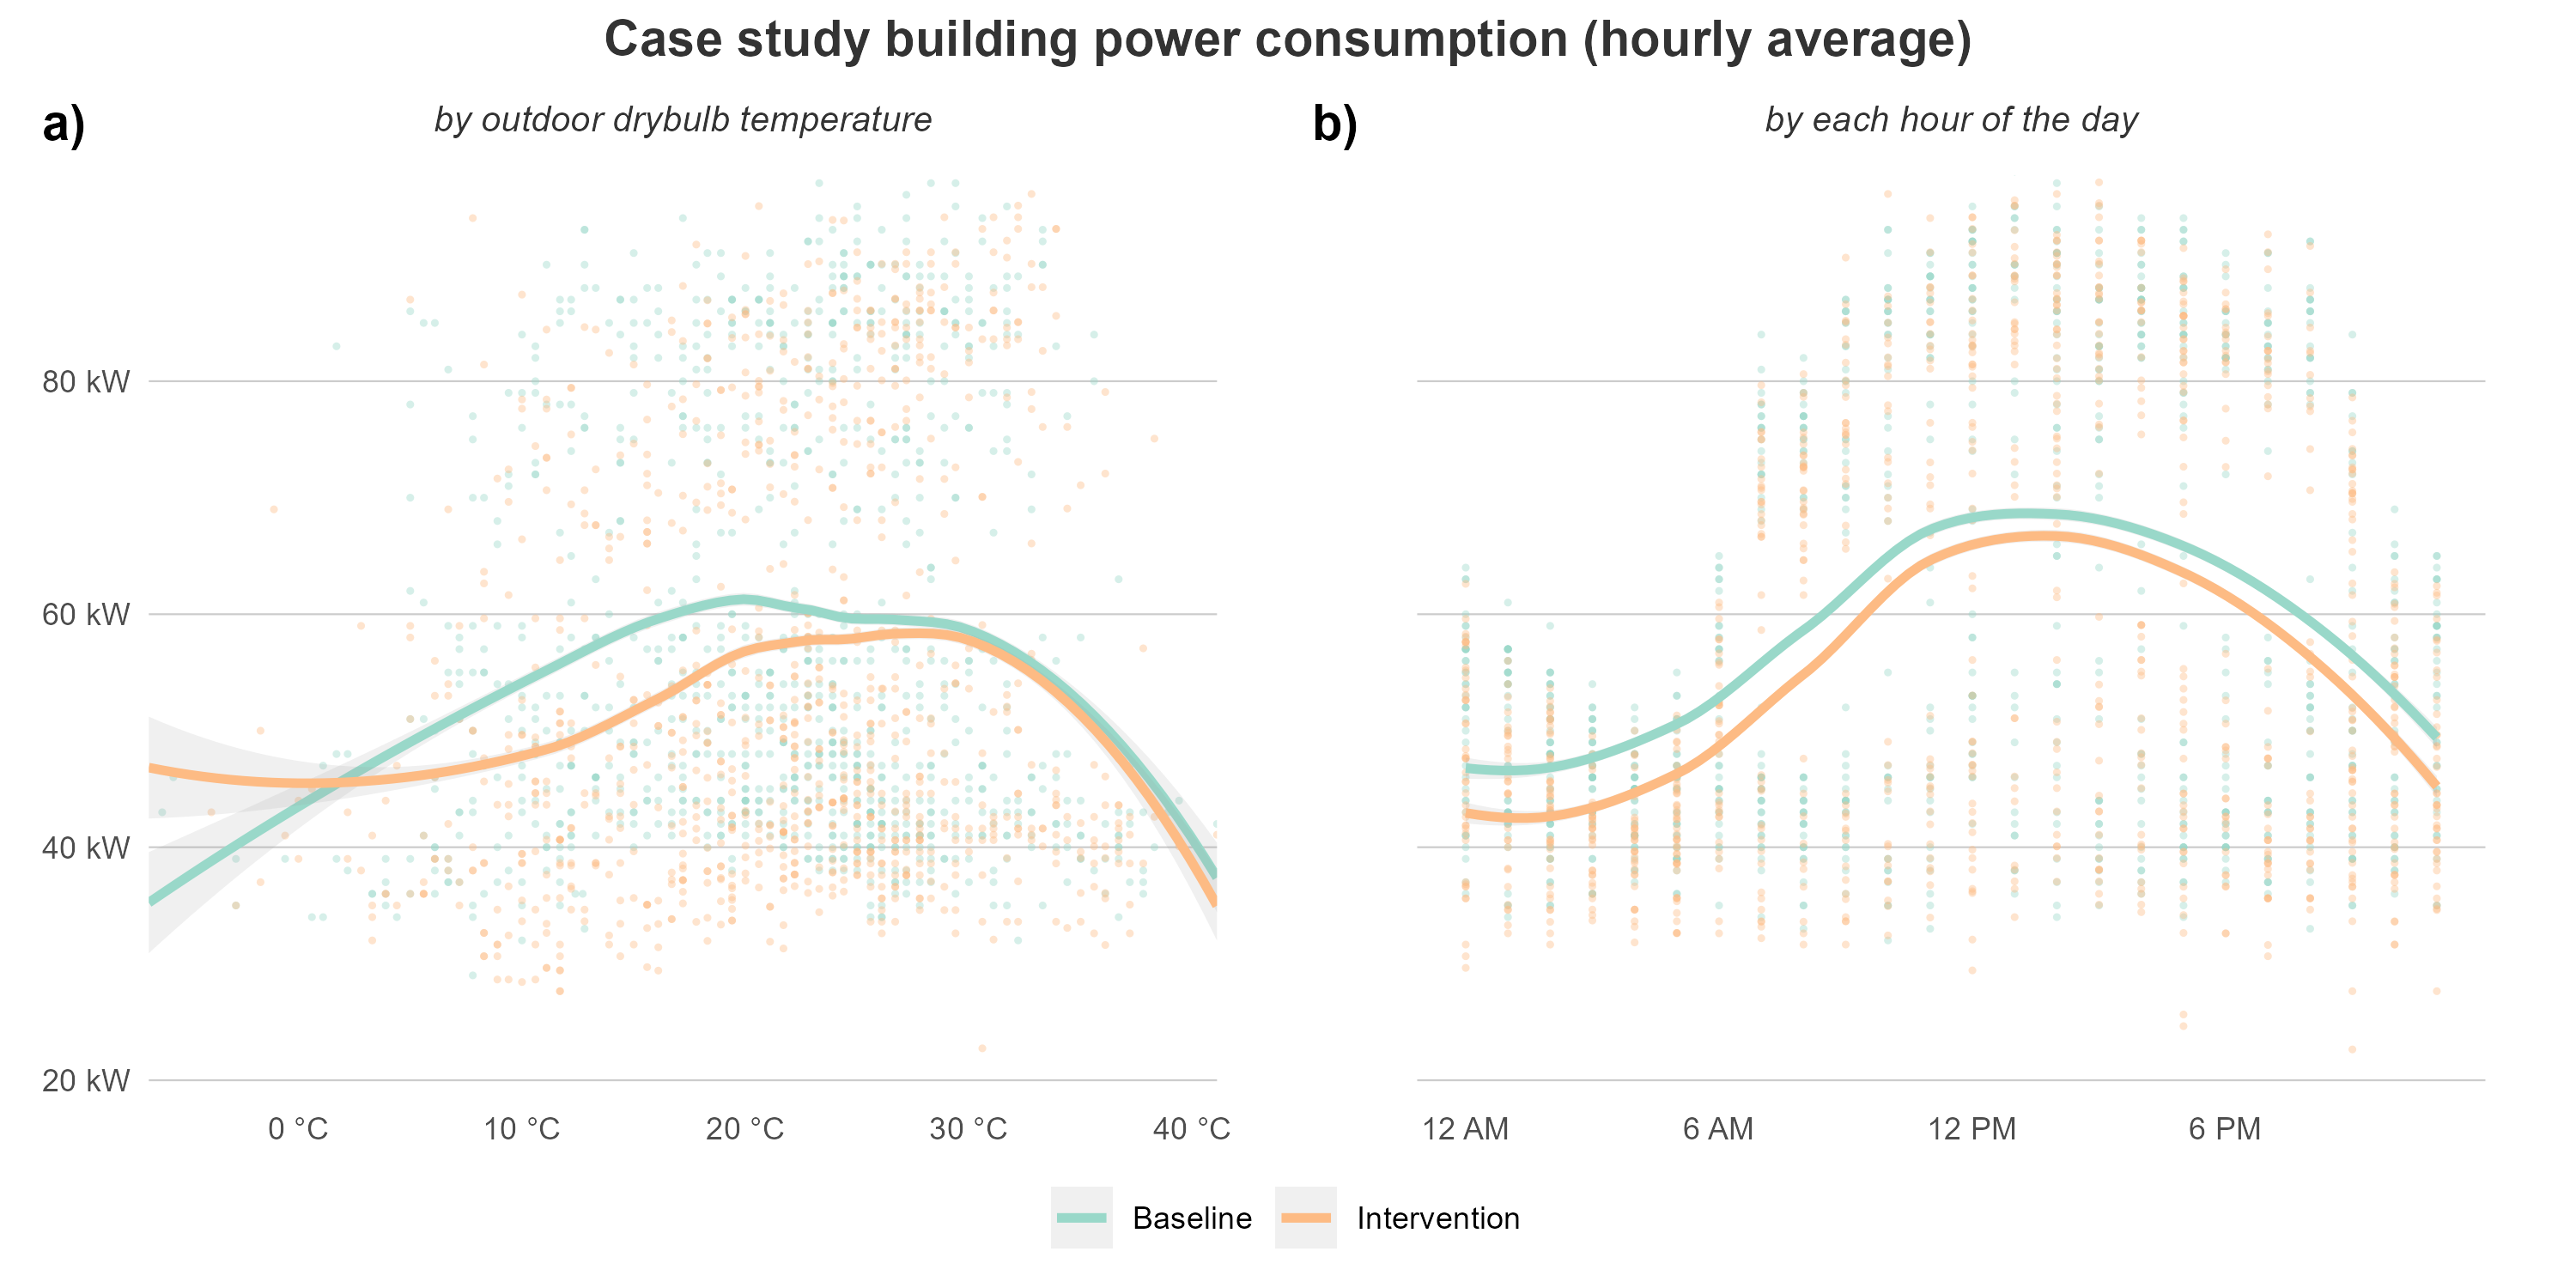 Case study building power consumption (hourly average)
a)
by outdoor drybulb temperature
80 kW
60 kW
40 kW
20 kW
0 °C 10 °C 20 °C 30 °C 40 °C
b)
by each hour of the day
12 AM 6 AM 12 PM 6 PM
Baseline Intervention